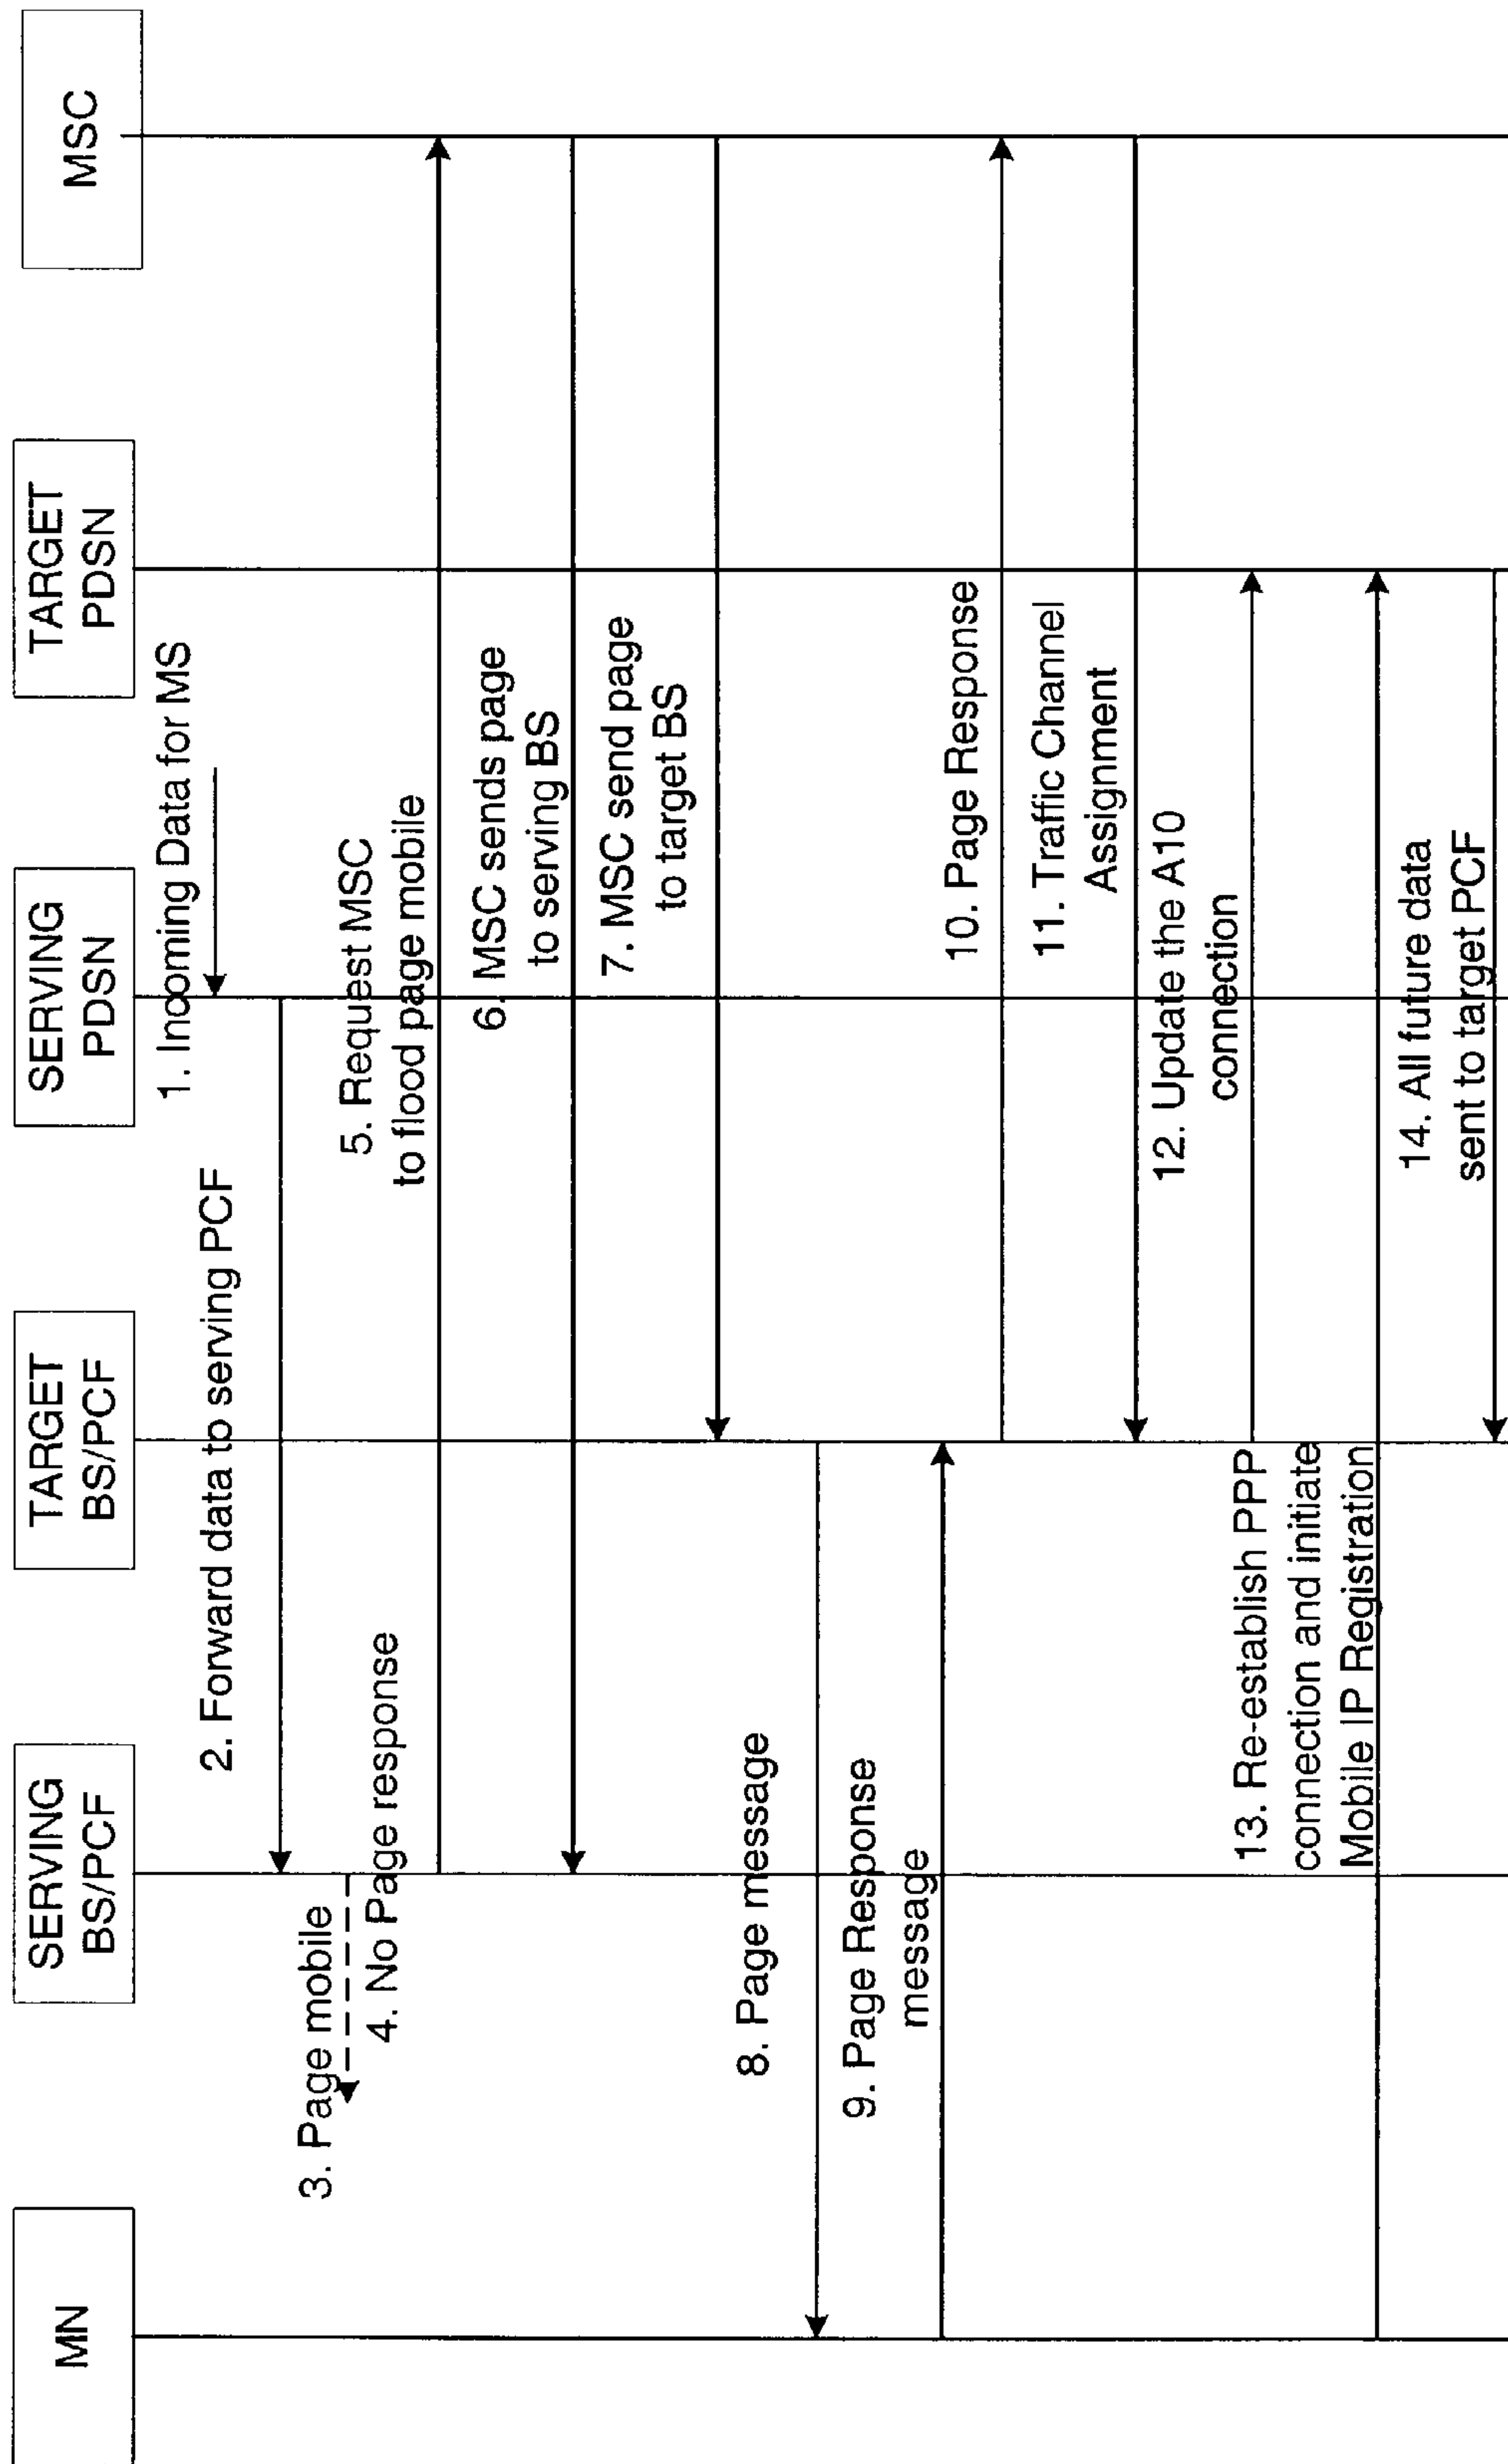 MN
SERVING
BS/PCF
TARGET
BS/PCF
SERVING
PDSN
TARGET
PDSN
MSC
1. Incoming Data for MS
2. Forward data to serving PCF
3. Page mobile
4. No Page response
5. Request MSC
to flood page mobile
6. MSC sends page
to serving BS
7. MSC send page
to target BS
8. Page message
9. Page Response
message
10. Page Response
11. Traffic Channel
Assignment
12. Update the A10
connection
13. Re-establish PPP
connection and initiate
Mobile IP Registration
14. All future data
sent to target PCF